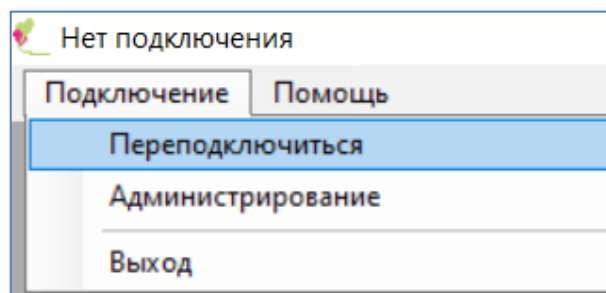 Нет подключения
Подключение Помощь
Переподключиться
Администрирование
Выход